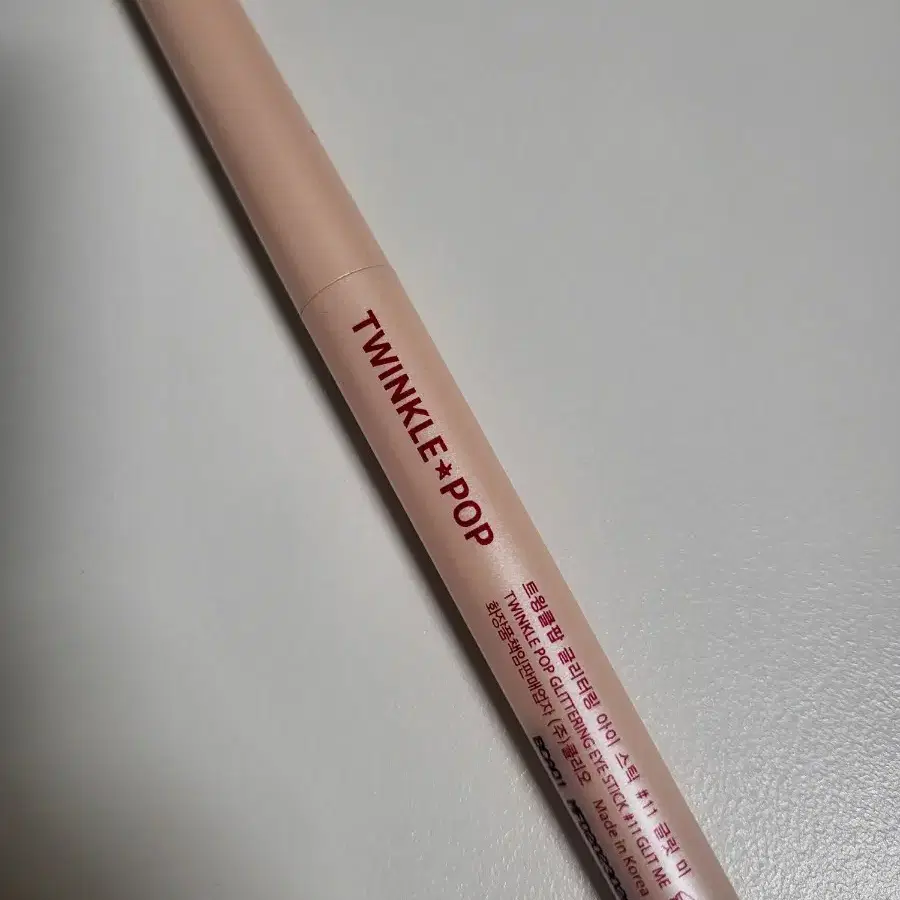 TWINKLE★POP
트윙클팝 글리터링 아이 스틱 #11 글릿 미
TWINKLE POP GLITTERING EYE STICK #11 GLIT ME
화장품책임판매업자 (주)클리오 Made in Korea
BC901